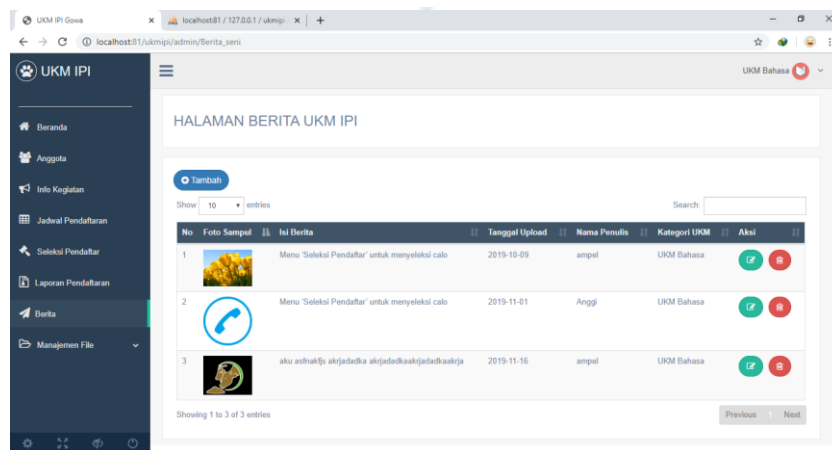 UKM IPI Gowa
localhost:81 / 127.0.0.1 / ukmipi
localhost:81/ukmipi/admin/Berita_seni
UKM IPI
UKM Bahasa
Beranda
Anggota
Info Kegiatan
Jadwal Pendaftaran
Seleksi Pendaftar
Laporan Pendaftaran
Berita
Manajemen File
HALAMAN BERITA UKM IPI
Tambah
Show 10 entries
Search:
No Foto Sampul Isi Berita Tanggal Upload Nama Penulis Kategori UKM Aksi
1 Menu 'Seleksi Pendaftar' untuk menyeleksi calo 2019-10-09 ampel UKM Bahasa
2 Menu 'Seleksi Pendaftar' untuk menyeleksi calo 2019-11-01 Anggi UKM Bahasa
3 aku asfnakfjs akrjadadka akrjadadkaakrjadadkaakrja 2019-11-16 ampel UKM Bahasa
Showing 1 to 3 of 3 entries
Previous 1 Next